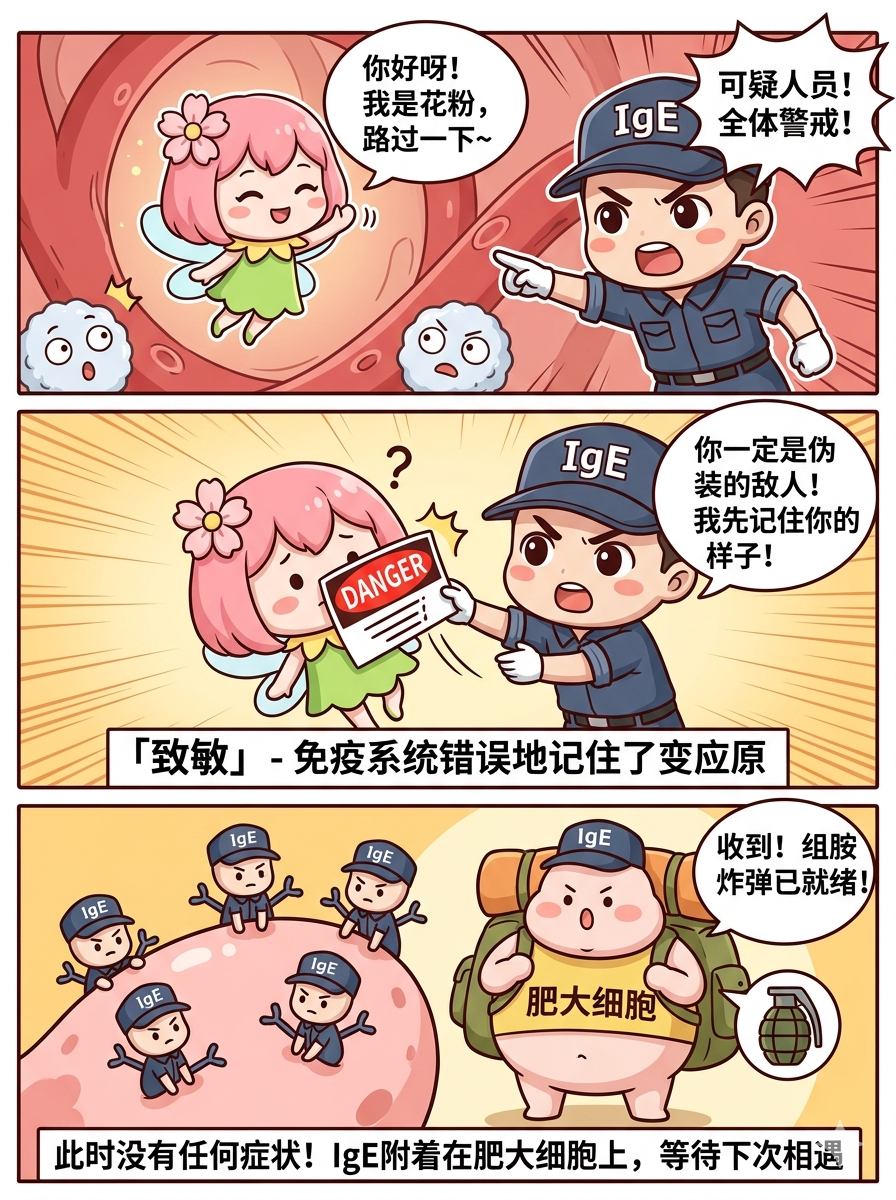 你好呀！
我是花粉，
路过一下~
IgE
可疑人员！
全体警戒！
DANGER
IgE
你一定是伪
装的敌人！
我先记住你的
样子！
「致敏」- 免疫系统错误地记住了变应原
IgE
IgE
IgE
IgE
IgE
IgE
收到！组胺
炸弹已就绪！
肥大细胞
此时没有任何症状！IgE附着在肥大细胞上，等待下次相遇